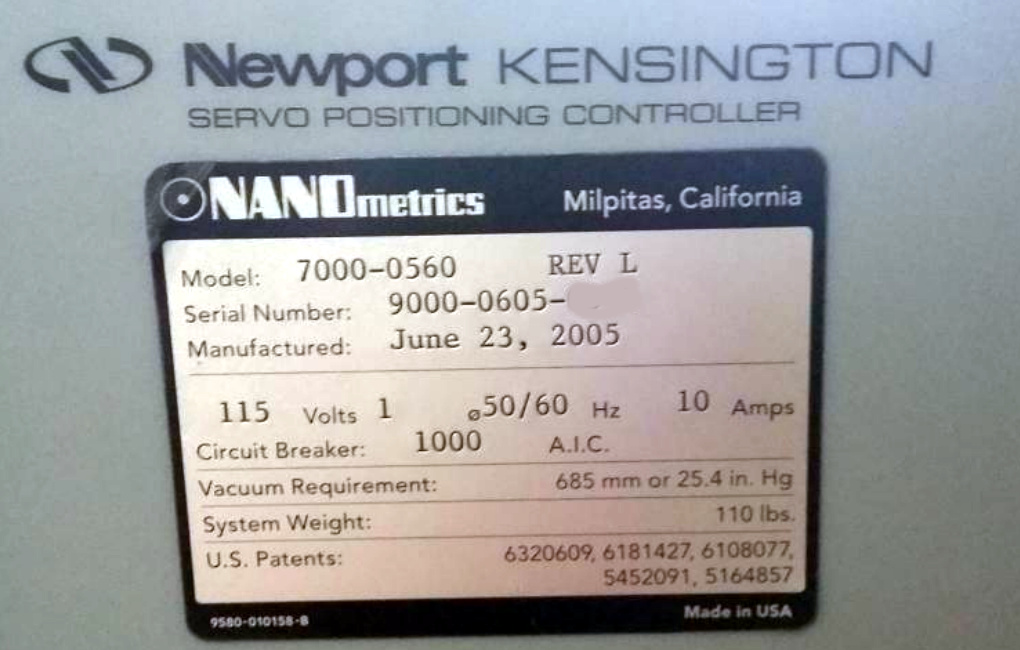 Newport KENSINGTON
SERVO POSITIONING CONTROLLER
NANOmetrics Milpitas, California
Model: 7000-0560 REV L
Serial Number: 9000-0605-
Manufactured: June 23, 2005
115 Volts 1 ø50/60 Hz 10 Amps
Circuit Breaker: 1000 A.I.C.
Vacuum Requirement: 685 mm or 25.4 in. Hg
System Weight: 110 lbs.
U.S. Patents: 6320609, 6181427, 6108077,
5452091, 5164857
9580-010158-B Made in USA